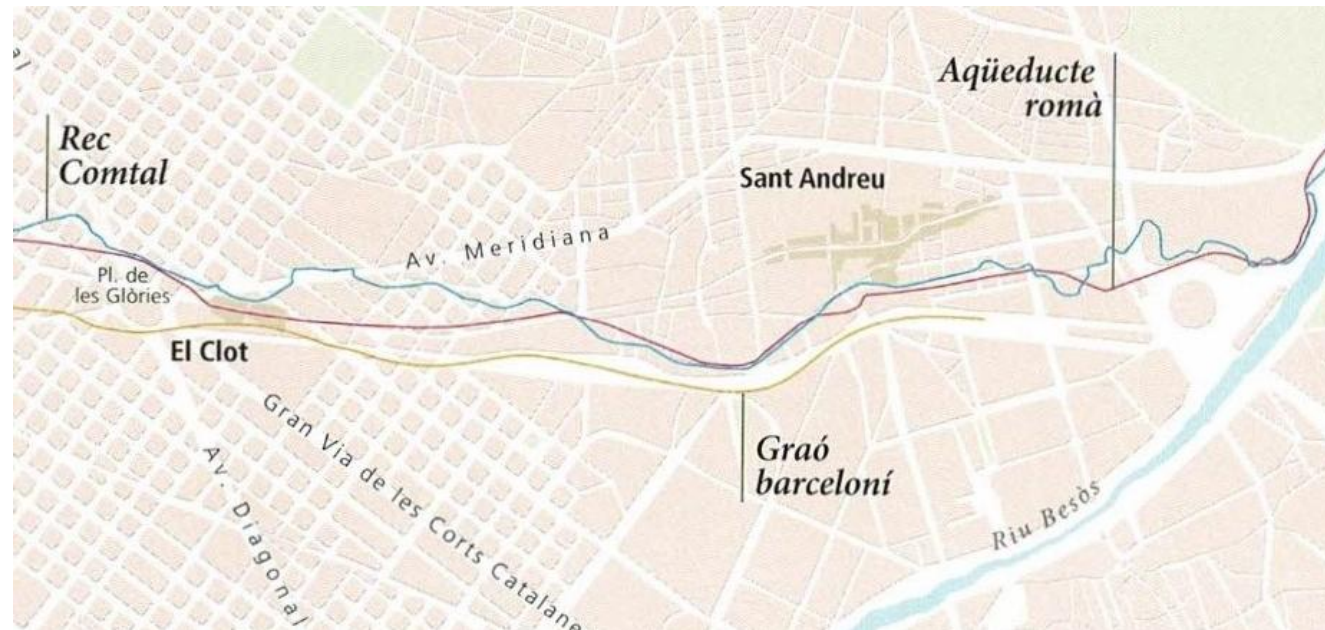 al
Rec
Comtal
Aqüeducte
romà
Sant Andreu
Av. Meridiana
Pl. de
les Glòries
El Clot
Gran Via de les Corts Catalane
Av. Diagonal
Graó
barceloní
Riu Besòs